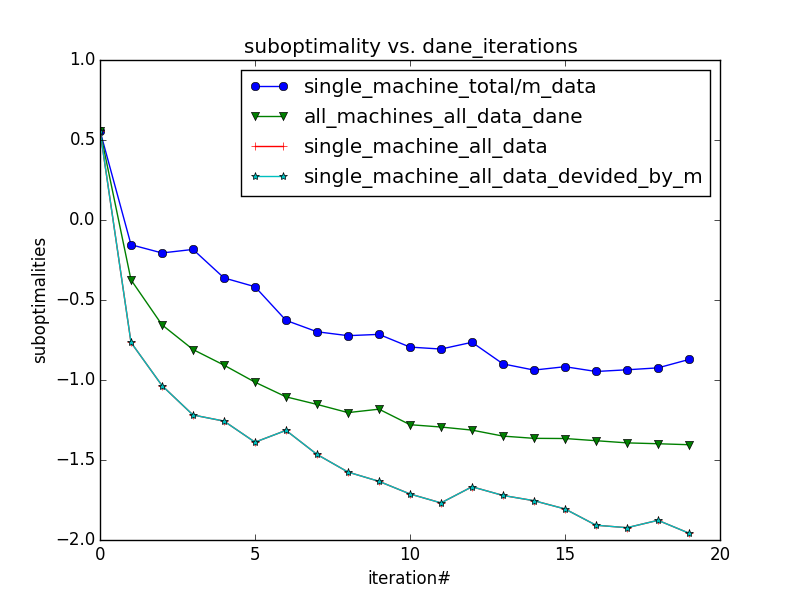 suboptimality vs. dane_iterations
single_machine_total/m_data
all_machines_all_data_dane
single_machine_all_data
single_machine_all_data_devided_by_m
suboptimalities
1.0
0.5
0.0
−0.5
−1.0
−1.5
−2.0
0 5 10 15 20
iteration#